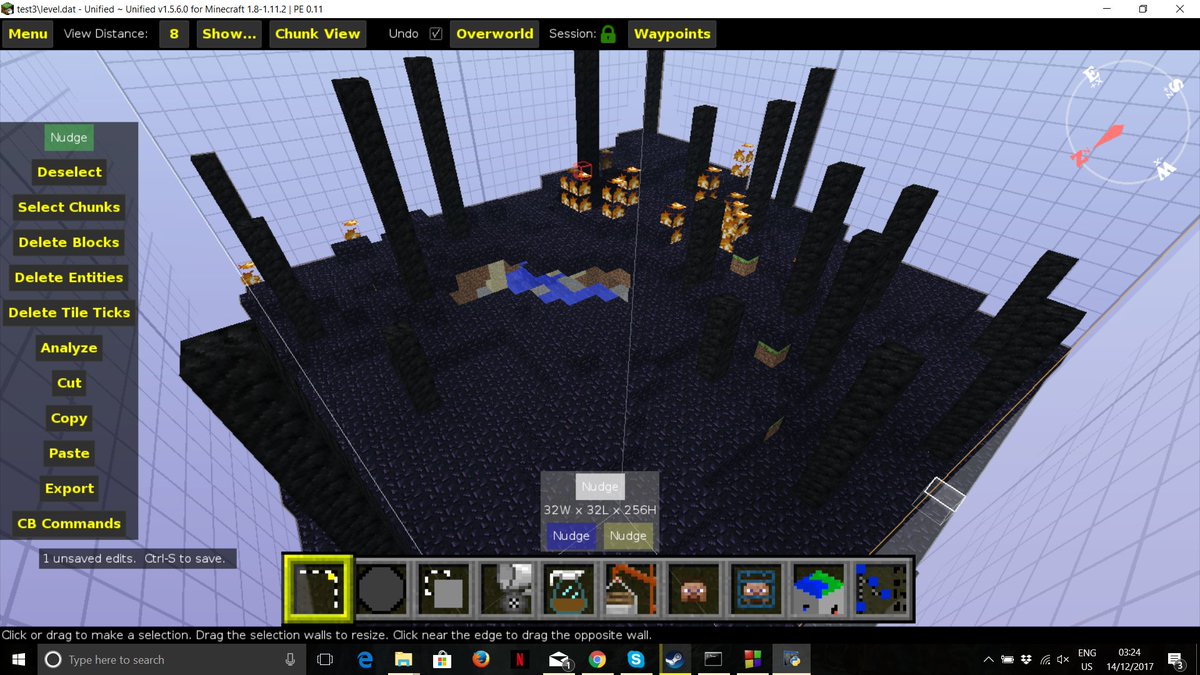 test3\level.dat - Unified ~ Unified v1.5.6.0 for Minecraft 1.8-1.11.2 | PE 0.11
Menu View Distance: 8 Show... Chunk View Undo Overworld Session: Waypoints
E
+X
S
W
-X
Nudge
Deselect
Select Chunks
Delete Blocks
Delete Entities
Delete Tile Ticks
Analyze
Cut
Copy
Paste
Export
CB Commands
Nudge
32W x 32L x 256H
Nudge Nudge
1 unsaved edits. Ctrl-S to save.
Click or drag to make a selection. Drag the selection walls to resize. Click near the edge to drag the opposite wall.
Type here to search
1
ENG
US
03:24
14/12/2017
3